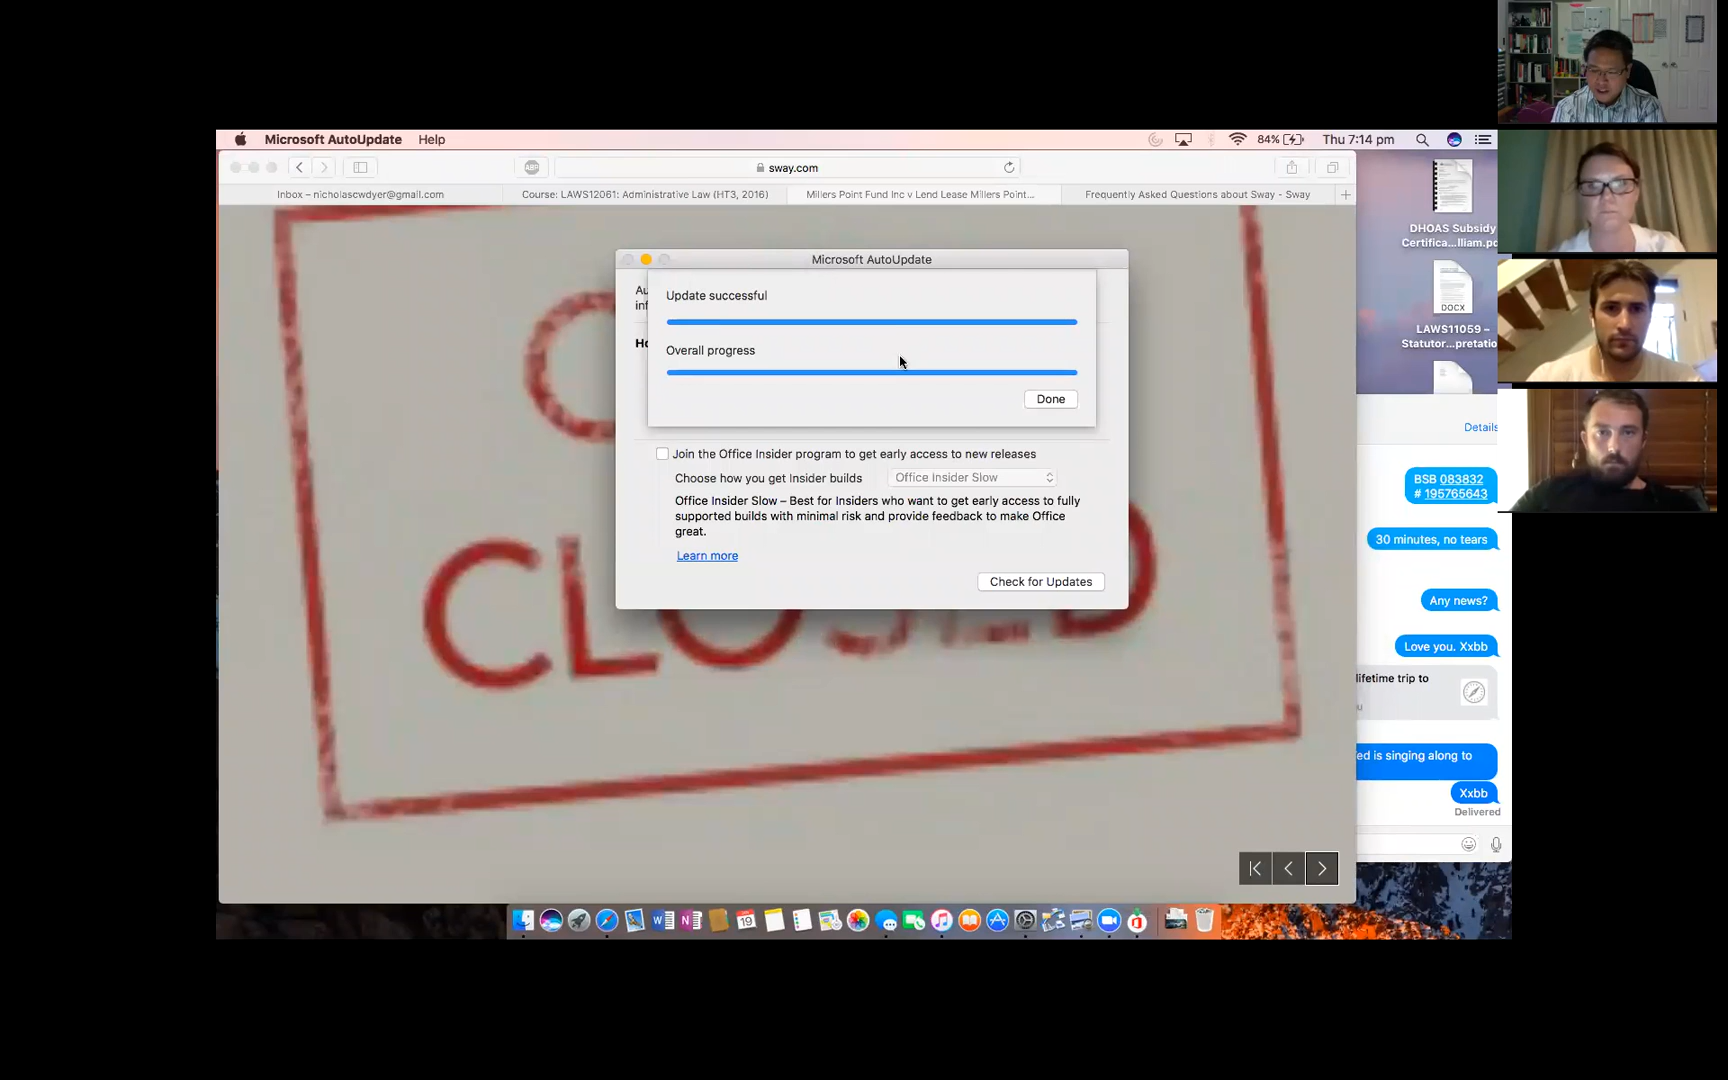 Microsoft AutoUpdate Help
84% Thu 7:14 pm
ABP
sway.com
Inbox – nicholascwdyer@gmail.com
Course: LAWS12061: Administrative Law (HT3, 2016)
Millers Point Fund Inc v Lend Lease Millers Point...
Frequently Asked Questions about Sway - Sway
DHOAS Subsidy
Certifica...lliam.pd
DOCX
LAWS11059 –
Statutor...pretatio
Microsoft AutoUpdate
Au
inf
Ho
Update successful
Overall progress
Done
Join the Office Insider program to get early access to new releases
Choose how you get Insider builds Office Insider Slow
Office Insider Slow – Best for Insiders who want to get early access to fully
supported builds with minimal risk and provide feedback to make Office
great.
Learn more
Check for Updates
CLOSED
Details
BSB 083832
# 195765643
30 minutes, no tears
Any news?
Love you. Xxbb
lifetime trip to
ed is singing along to
Xxbb
Delivered
19